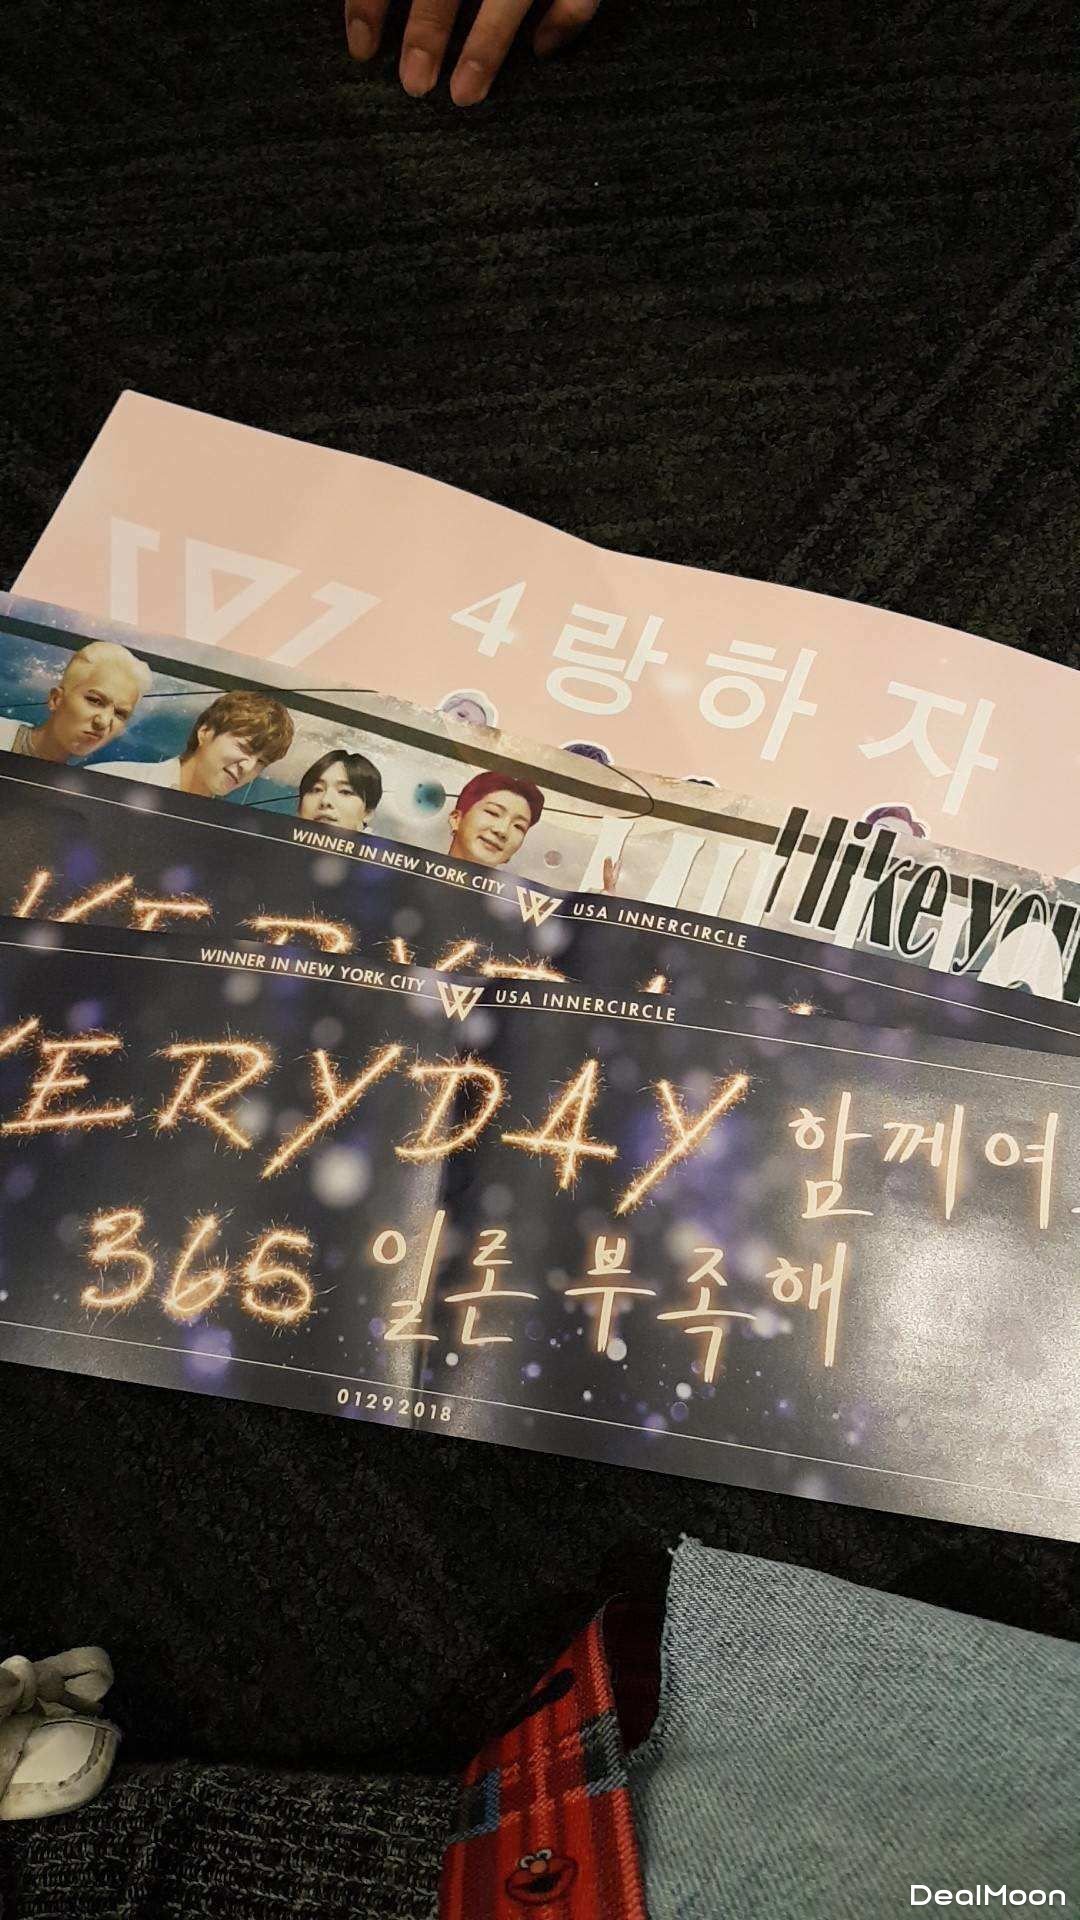 4랑하자
I like you
WINNER IN NEW YORK CITY W USA INNERCIRCLE
WINNER IN NEW YORK CITY W USA INNERCIRCLE
VERYDAY 함께여
365 일론 부족해
01292018
DealMoon